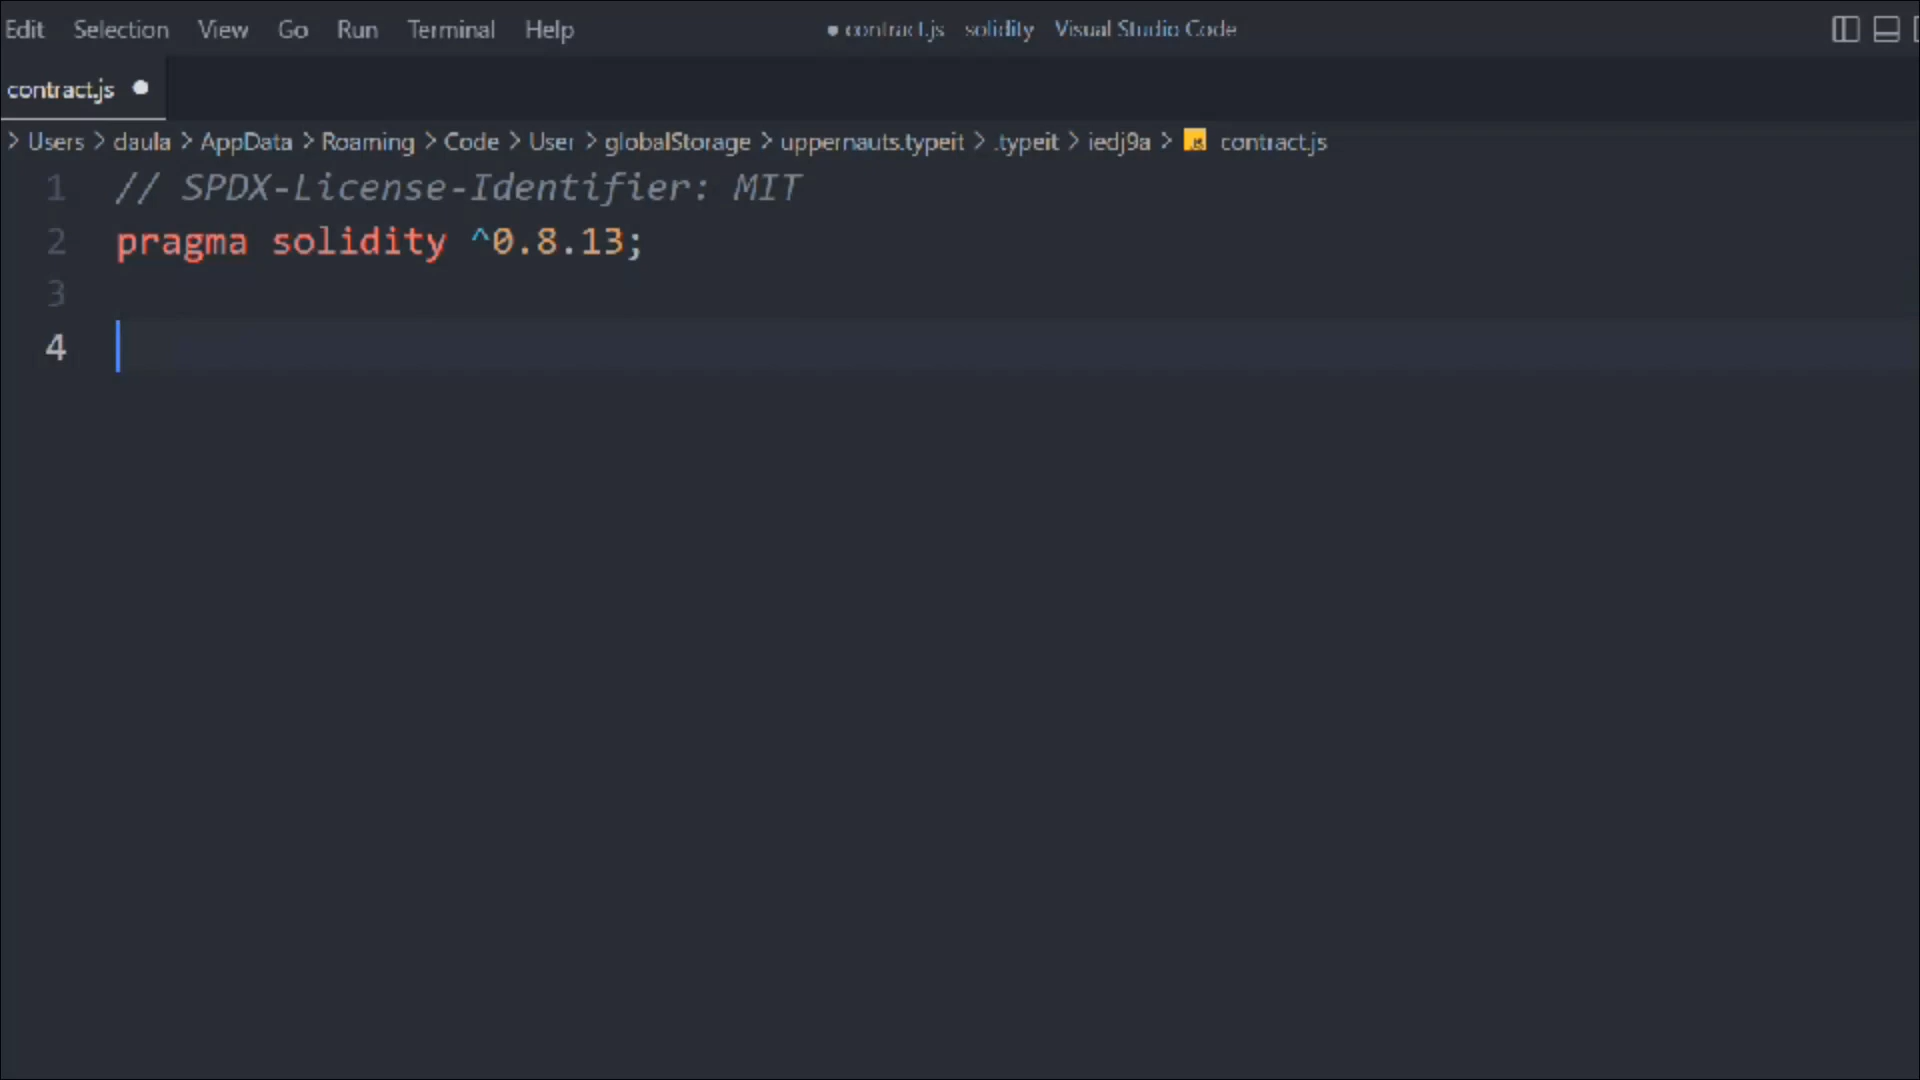 Edit Selection View Go Run Terminal Help ● contract.js solidity Visual Studio Code
contract.js ●
> Users > daula > AppData > Roaming > Code > User > globalStorage > uppernauts.typeit > .typeit > iedj9a > JS contract.js
1 // SPDX-License-Identifier: MIT
2 pragma solidity ^0.8.13;
3
4